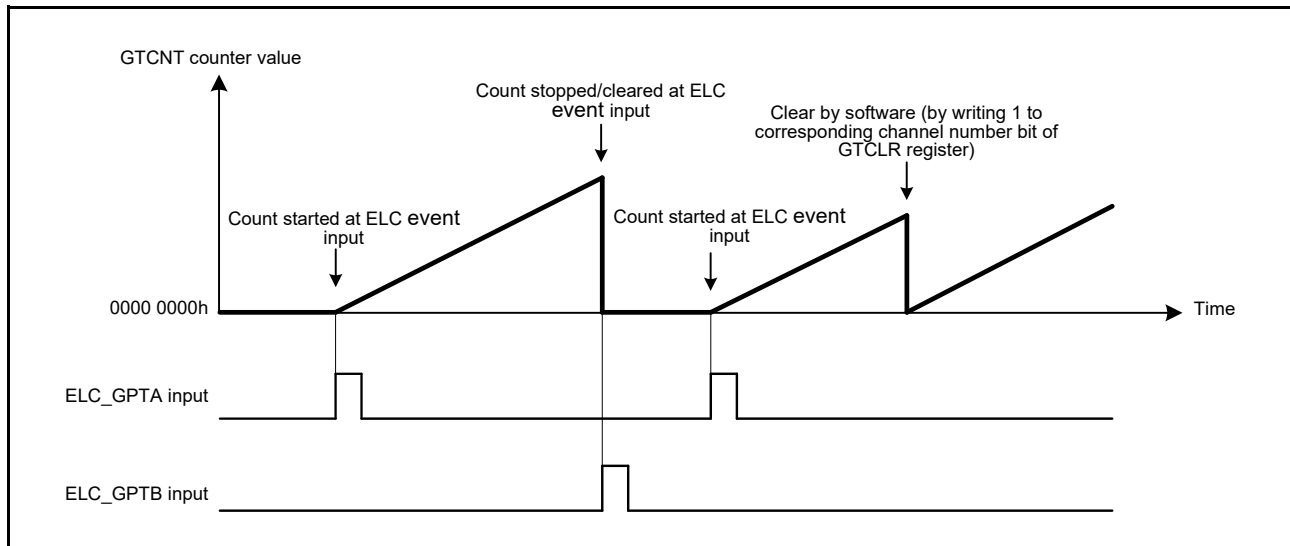 GTCNT counter value
Count stopped/cleared at ELC
event input
Clear by software (by writing 1 to
corresponding channel number bit of
GTCLR register)
Count started at ELC event
input
Count started at ELC event
input
0000 0000h
Time
ELC_GPTA input
ELC_GPTB input